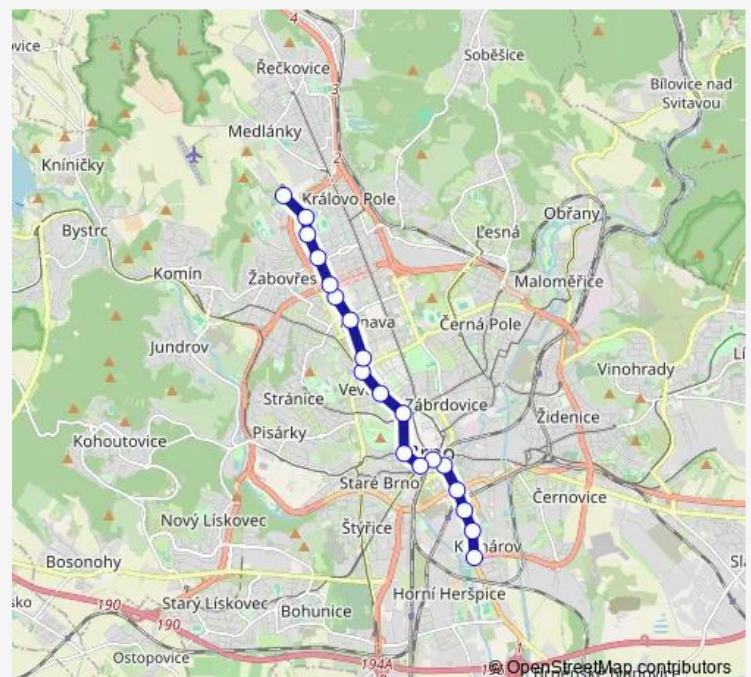 4
Řečkovice
Soběšice
3
Bílovice nad
Svitavou
Medlánky
2
Kníničky
Královo Pole
Bystrc
Lesná
Obřany
Komín
Žabovřes
Maloměřice
Černá Pole
Jundrov
Vinohrady
Stránice
Zábrdovice
Židenice
Pisárky
Kohoutovice
Staré Brno
Černovice
Nový Lískovec
Štýřice
Bosonohy
Horní Heršpice
190
Starý Lískovec
190
Bohunice
1
Ostopovice
194A
© OpenStreetMap contributors